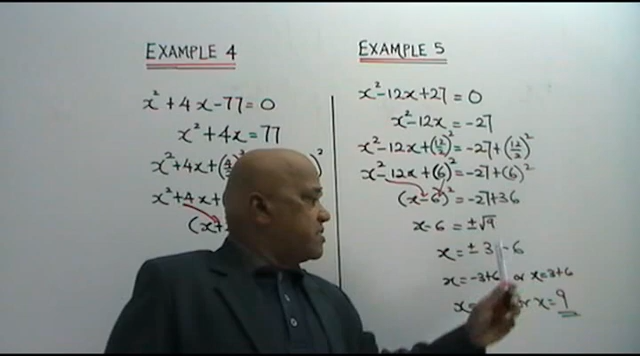 EXAMPLE 4
x² + 4x - 77 = 0
x² + 4x = 77
x² + 4x + (4/
x² + 4x +
(x+
EXAMPLE 5
x² - 12x + 27 = 0
x² - 12x = -27
x² - 12x + (12/2)² = -27 + (12/2)²
x² - 12x + (6)² = -27 + (6)²
(x - 6)² = -27 + 36
x - 6 = ±√9
x = ± 3 - 6
x = -3+6 or x = 3+6
x = or x = 9